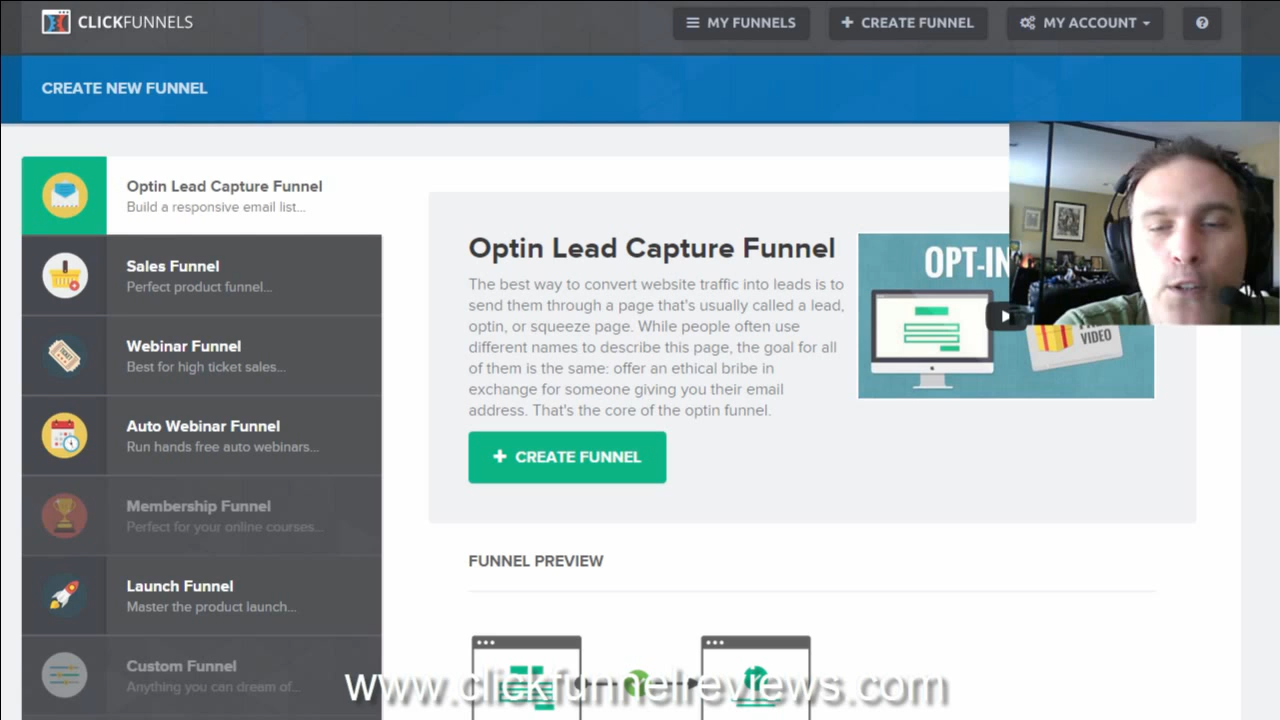 CLICKFUNNELS
MY FUNNELS
CREATE FUNNEL
MY ACCOUNT
CREATE NEW FUNNEL
Optin Lead Capture Funnel
Build a responsive email list...
Sales Funnel
Perfect product funnel...
Webinar Funnel
Best for high ticket sales...
Auto Webinar Funnel
Run hands free auto webinars...
Membership Funnel
Perfect for your online courses...
Launch Funnel
Master the product launch...
Custom Funnel
Anything you can dream of...
Optin Lead Capture Funnel
The best way to convert website traffic into leads is to
send them through a page that's usually called a lead,
optin, or squeeze page. While people often use
different names to describe this page, the goal for all
of them is the same: offer an ethical bribe in
exchange for someone giving you their email
address. That's the core of the optin funnel.
+ CREATE FUNNEL
OPT-IN
VIDEO
FUNNEL PREVIEW
www.clickfunnelreviews.com